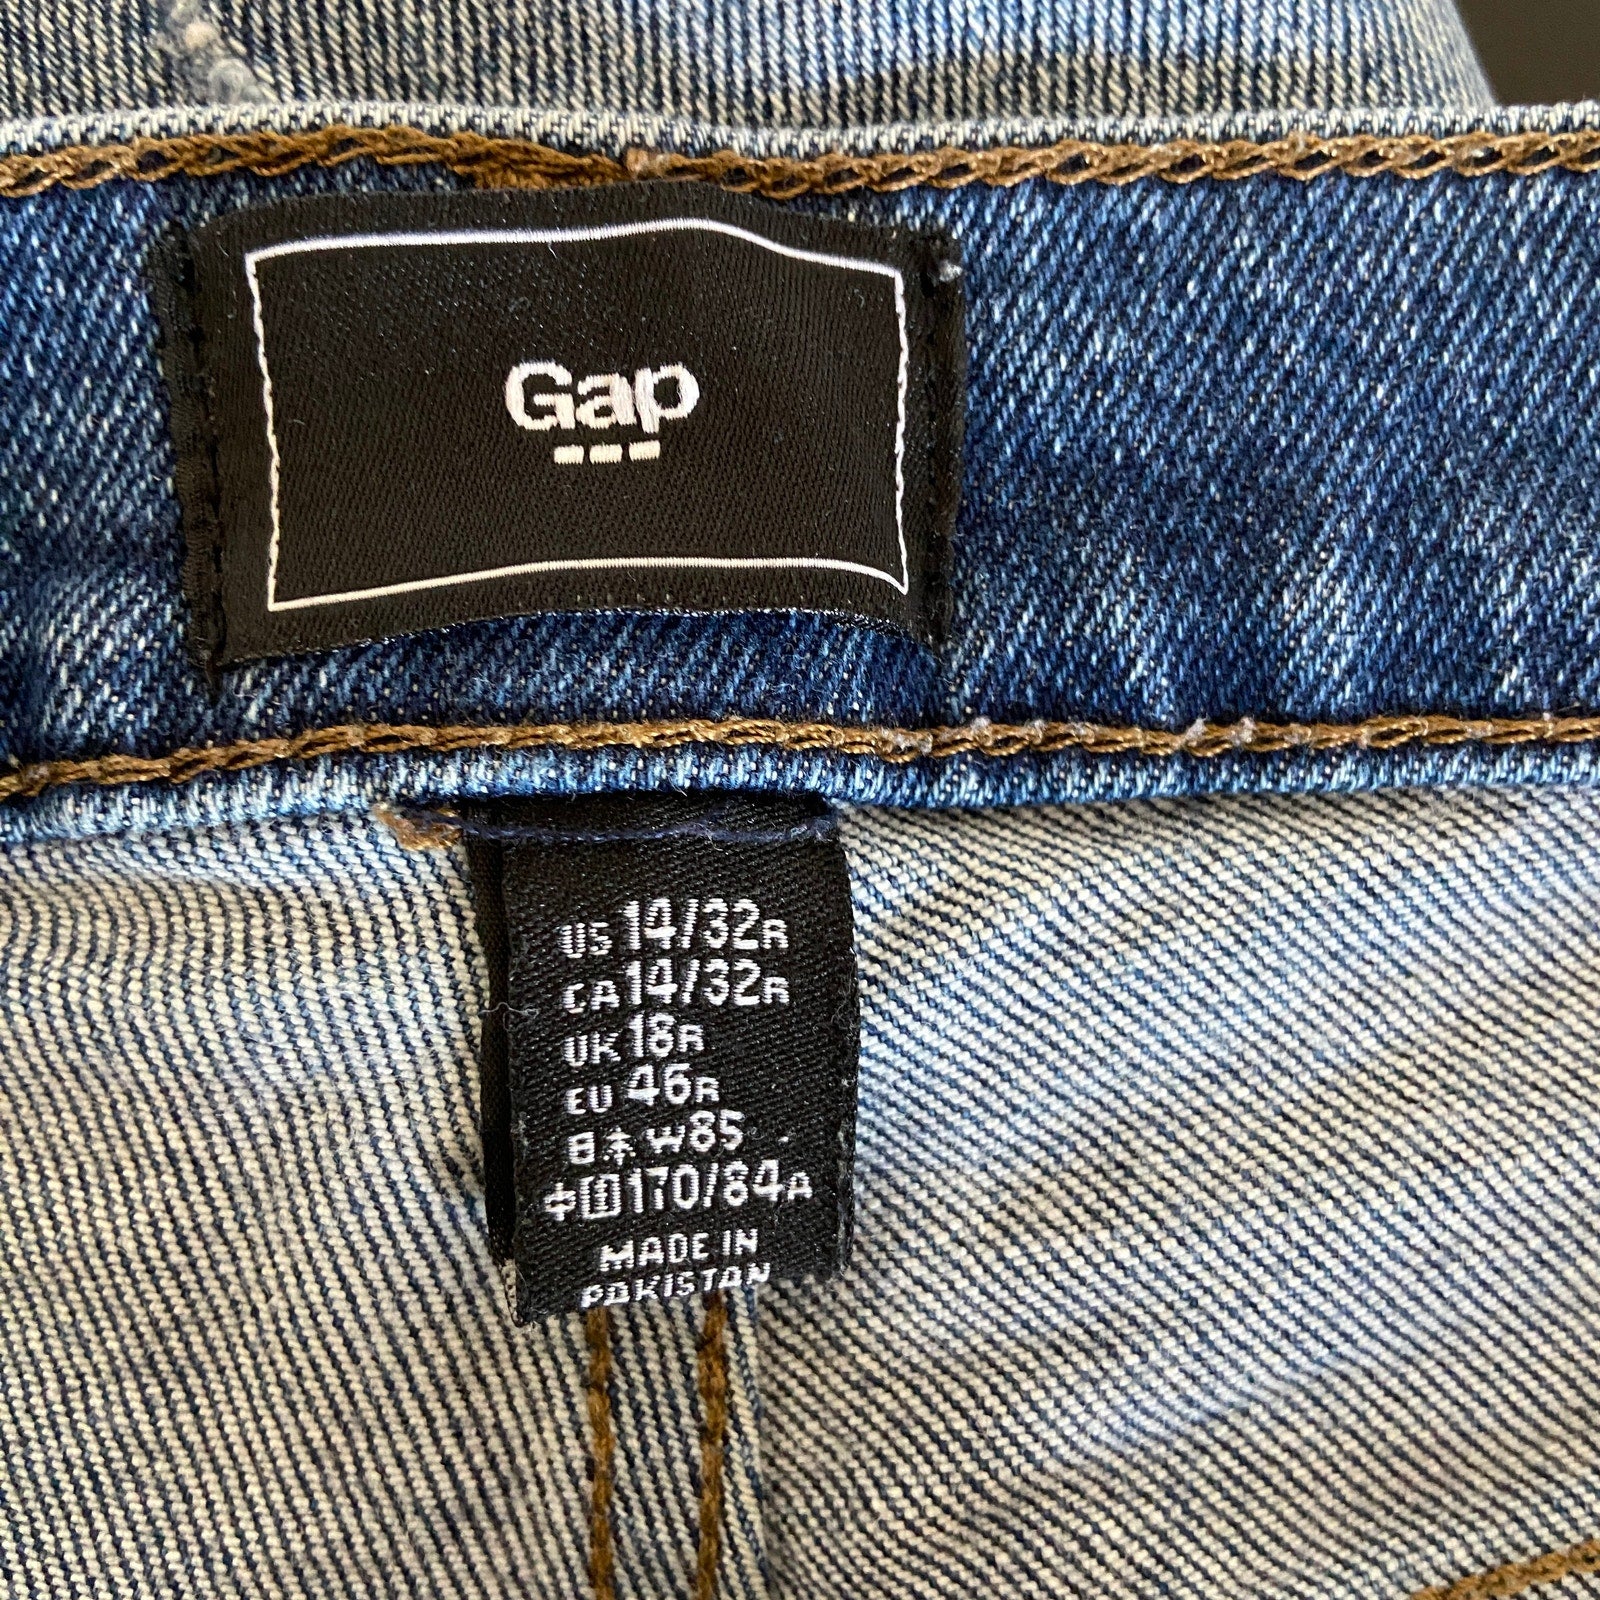 Gap
US 14/32R
CA 14/32R
UK 18R
EU 46R
日本 W85
中国 170/84A
MADE IN
PAKISTAN